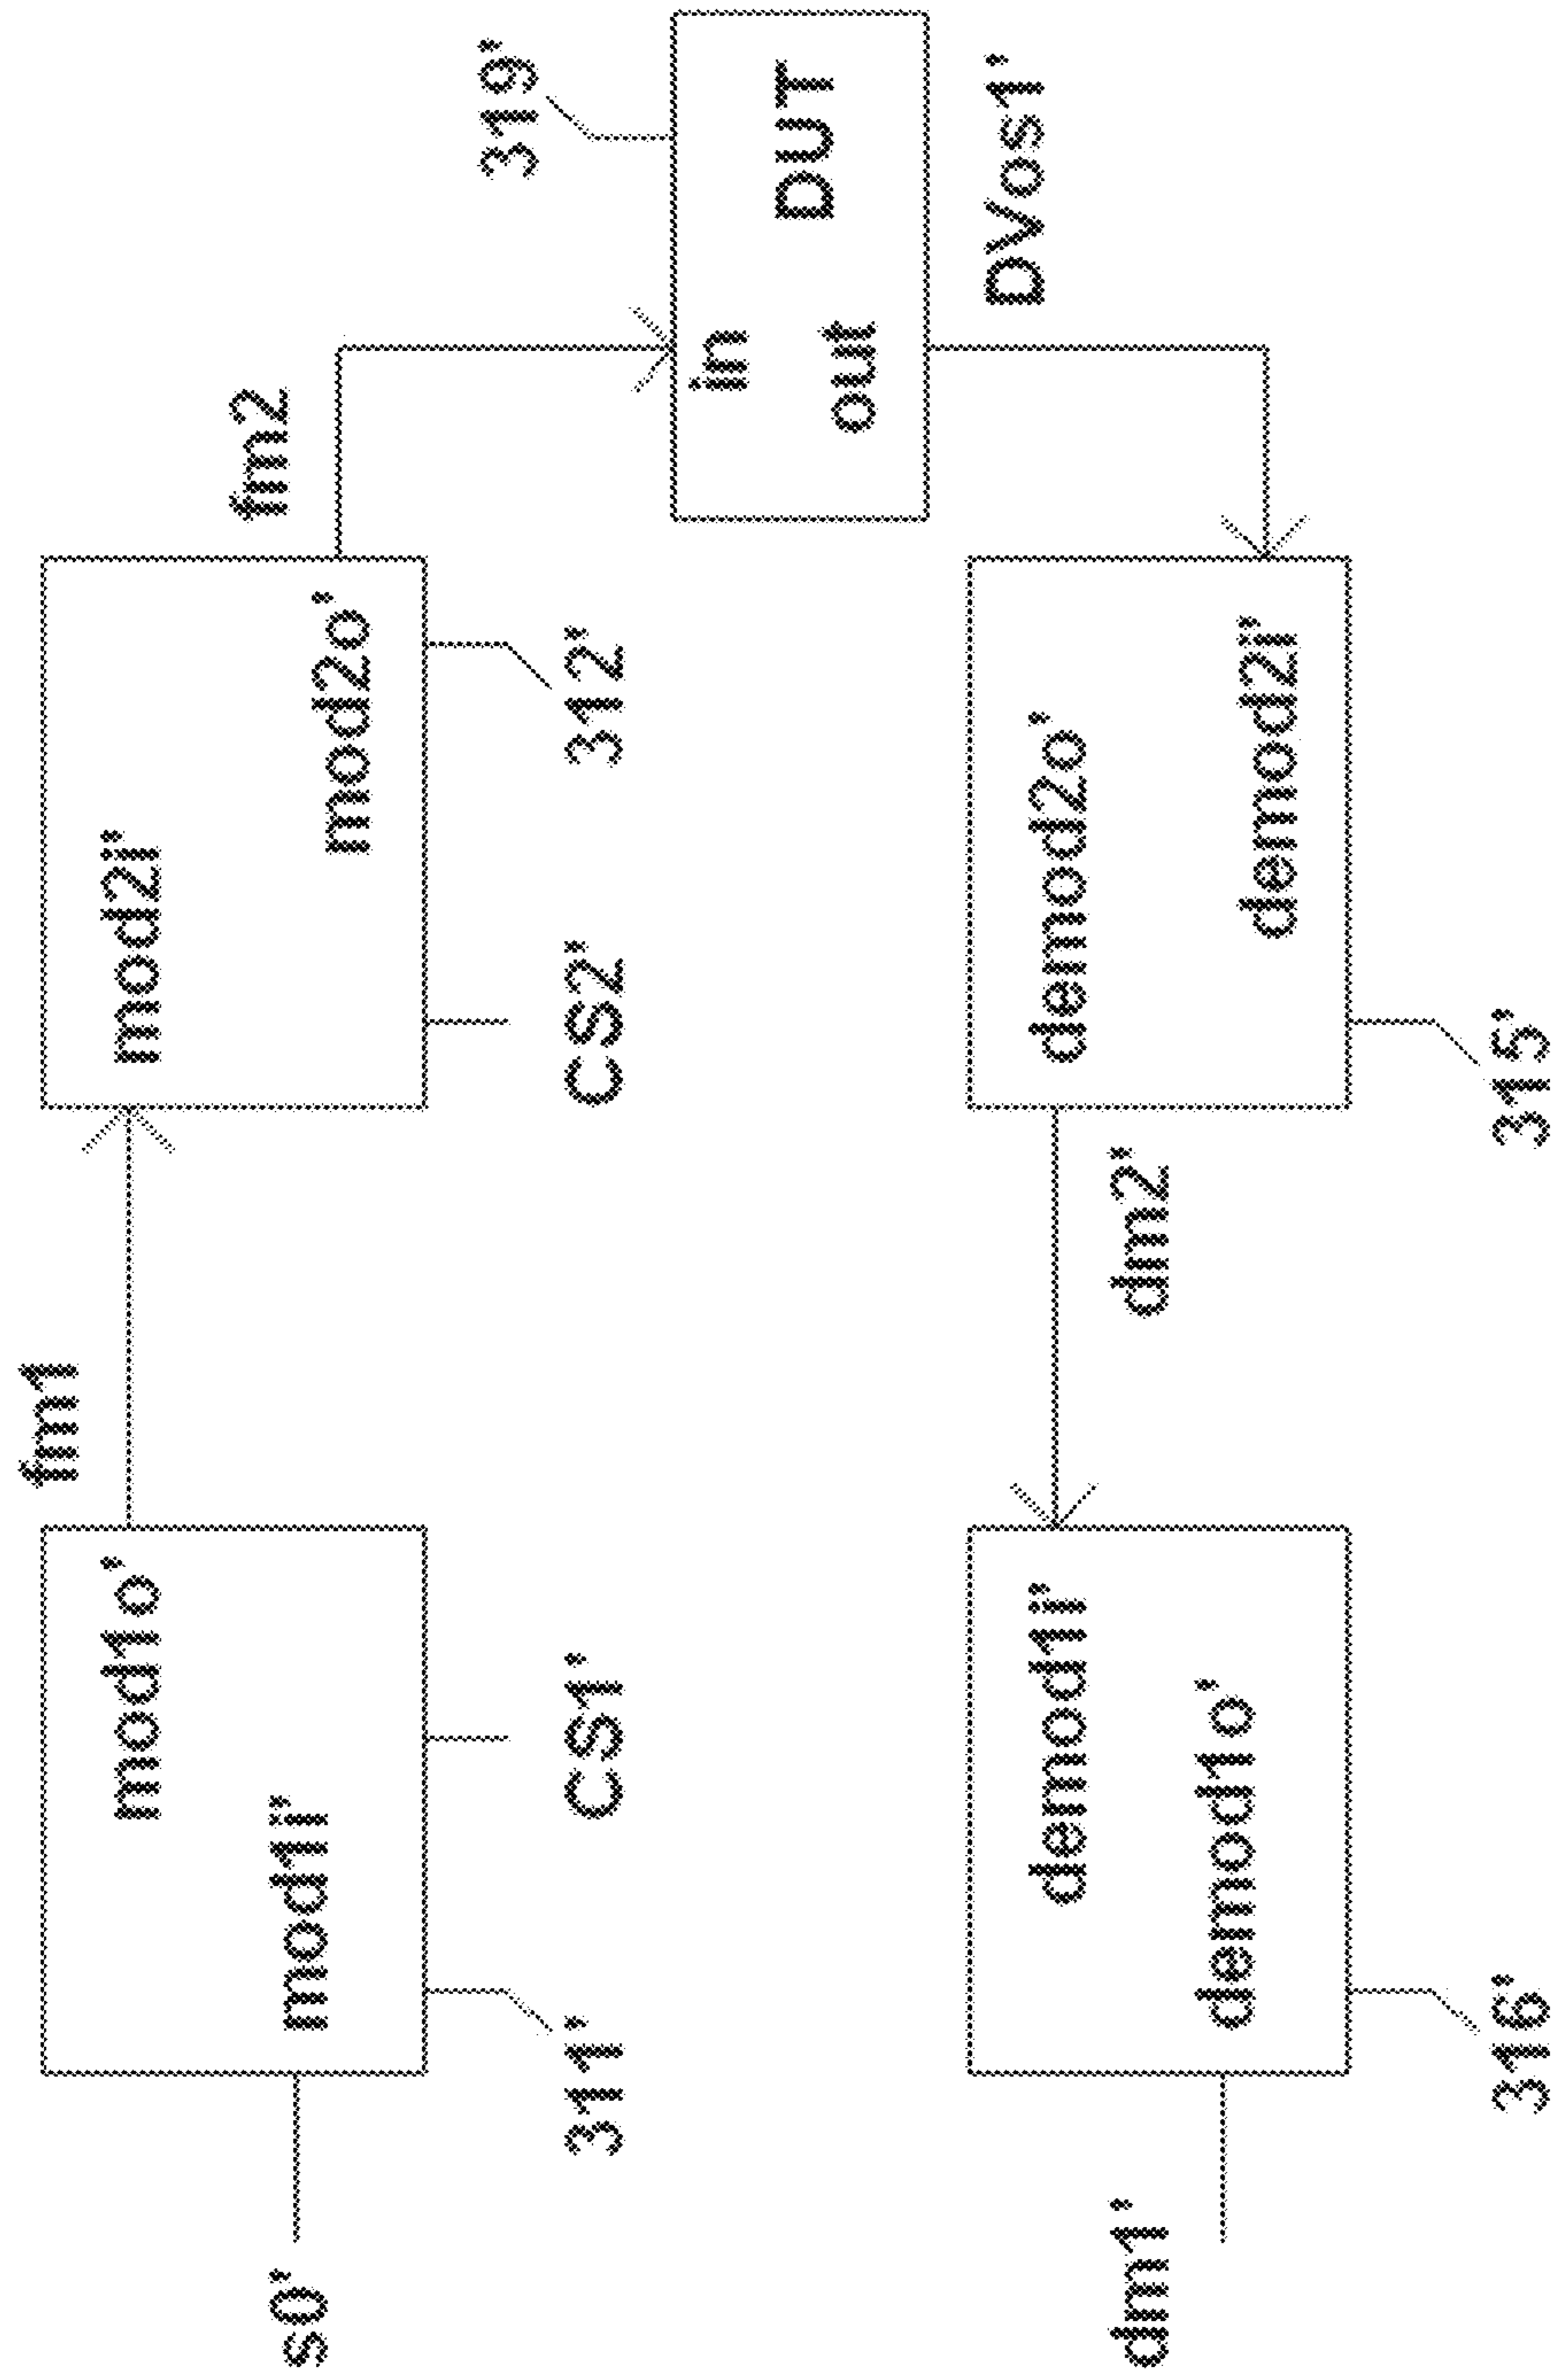 s0'
mod1i'
mod1o'
311'
CS1'
fm1
mod2i'
mod2o'
CS2'
312'
fm2
319'
in
DUT
out
DVos1'
demod2i'
demod2o'
315'
dm2'
demod1i'
demod1o'
316'
dm1'